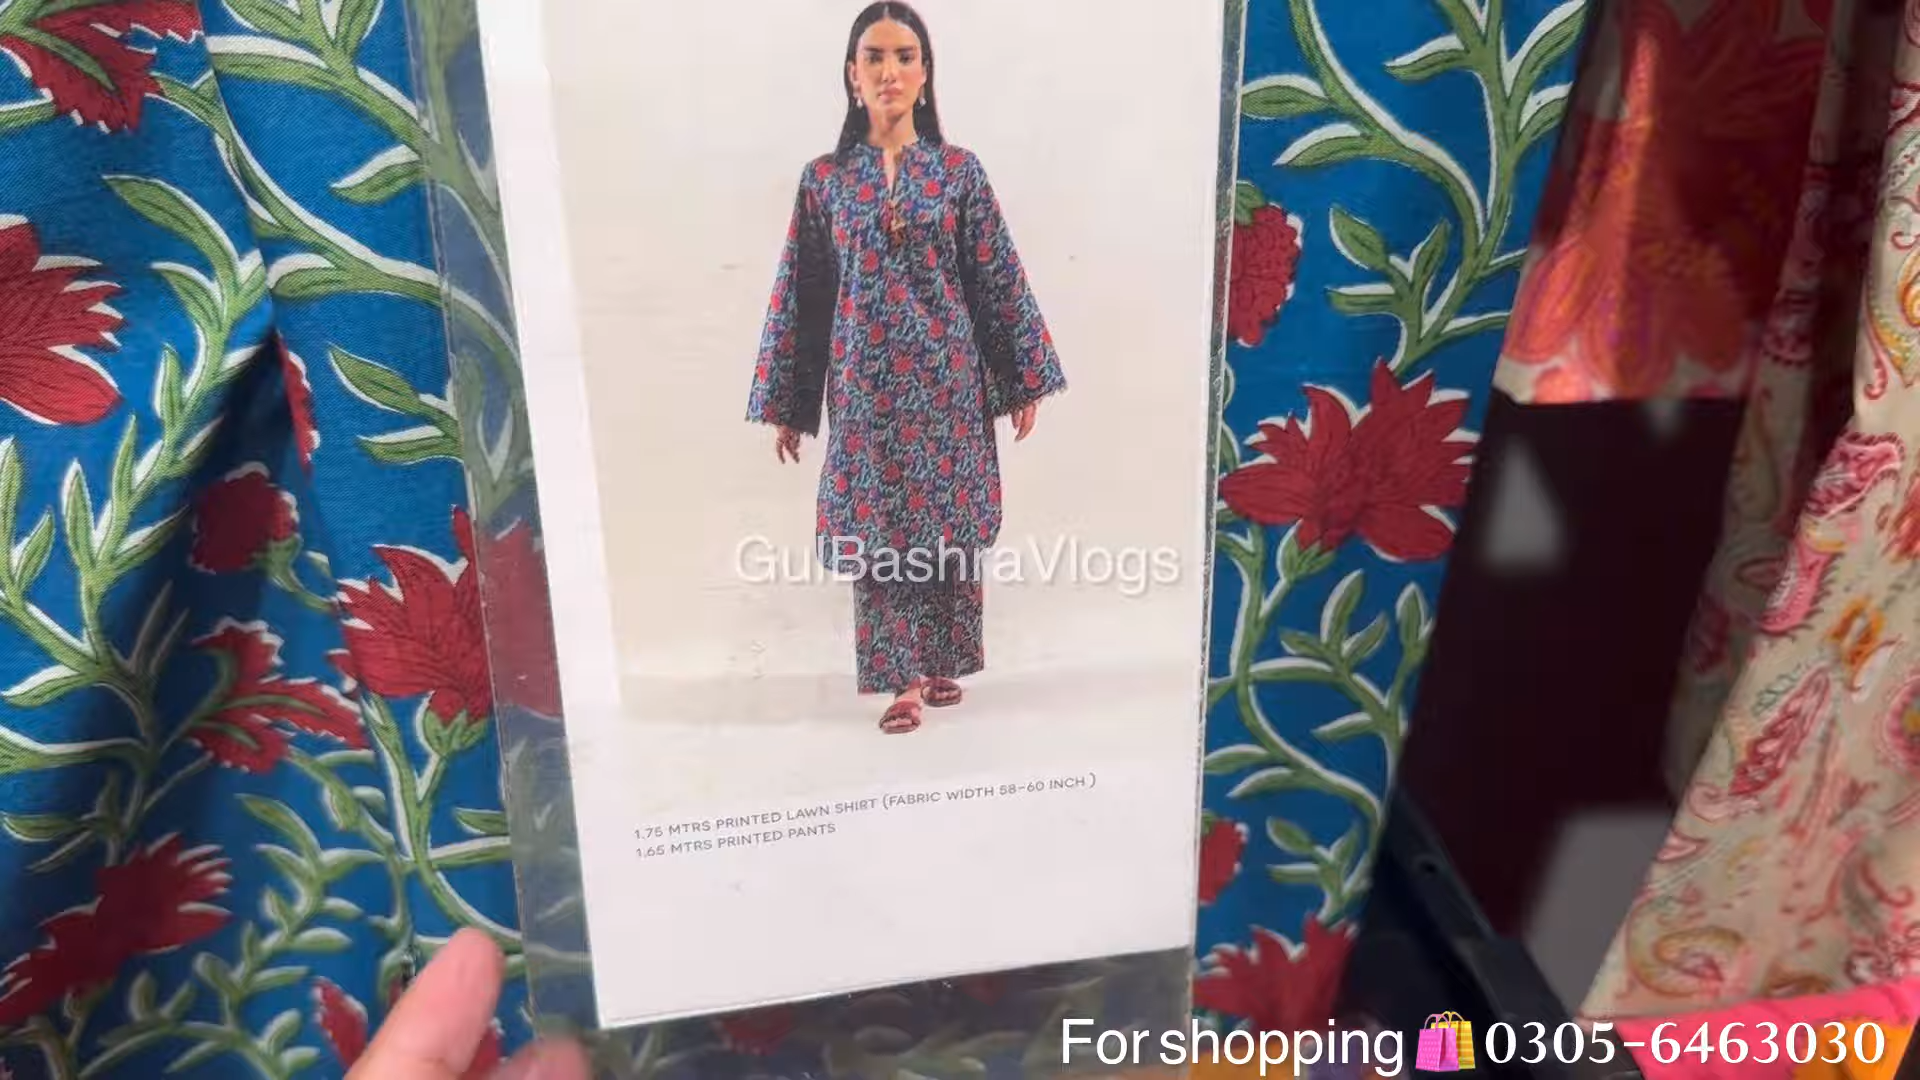 GulBashraVlogs
1.75 MTRS PRINTED LAWN SHIRT (FABRIC WIDTH 58-60 INCH )
1.65 MTRS PRINTED PANTS
For shopping 🛍️0305-6463030